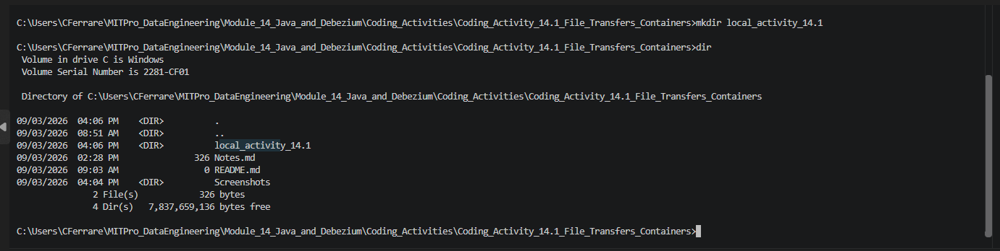 C:\Users\CFerrare\MITPro_DataEngineering\Module_14_Java_and_Debezium\Coding_Activities\Coding_Activity_14.1_File_Transfers_Containers>mkdir local_activity_14.1
C:\Users\CFerrare\MITPro_DataEngineering\Module_14_Java_and_Debezium\Coding_Activities\Coding_Activity_14.1_File_Transfers_Containers>dir
 Volume in drive C is Windows
 Volume Serial Number is 2281-CF01
 Directory of C:\Users\CFerrare\MITPro_DataEngineering\Module_14_Java_and_Debezium\Coding_Activities\Coding_Activity_14.1_File_Transfers_Containers
09/03/2026  04:06 PM    <DIR>          .
09/03/2026  08:51 AM    <DIR>          ..
09/03/2026  04:06 PM    <DIR>          local_activity_14.1
09/03/2026  02:28 PM               326 Notes.md
09/03/2026  09:03 AM                 0 README.md
09/03/2026  04:04 PM    <DIR>          Screenshots
               2 File(s)            326 bytes
               4 Dir(s)   7,837,659,136 bytes free
C:\Users\CFerrare\MITPro_DataEngineering\Module_14_Java_and_Debezium\Coding_Activities\Coding_Activity_14.1_File_Transfers_Containers>